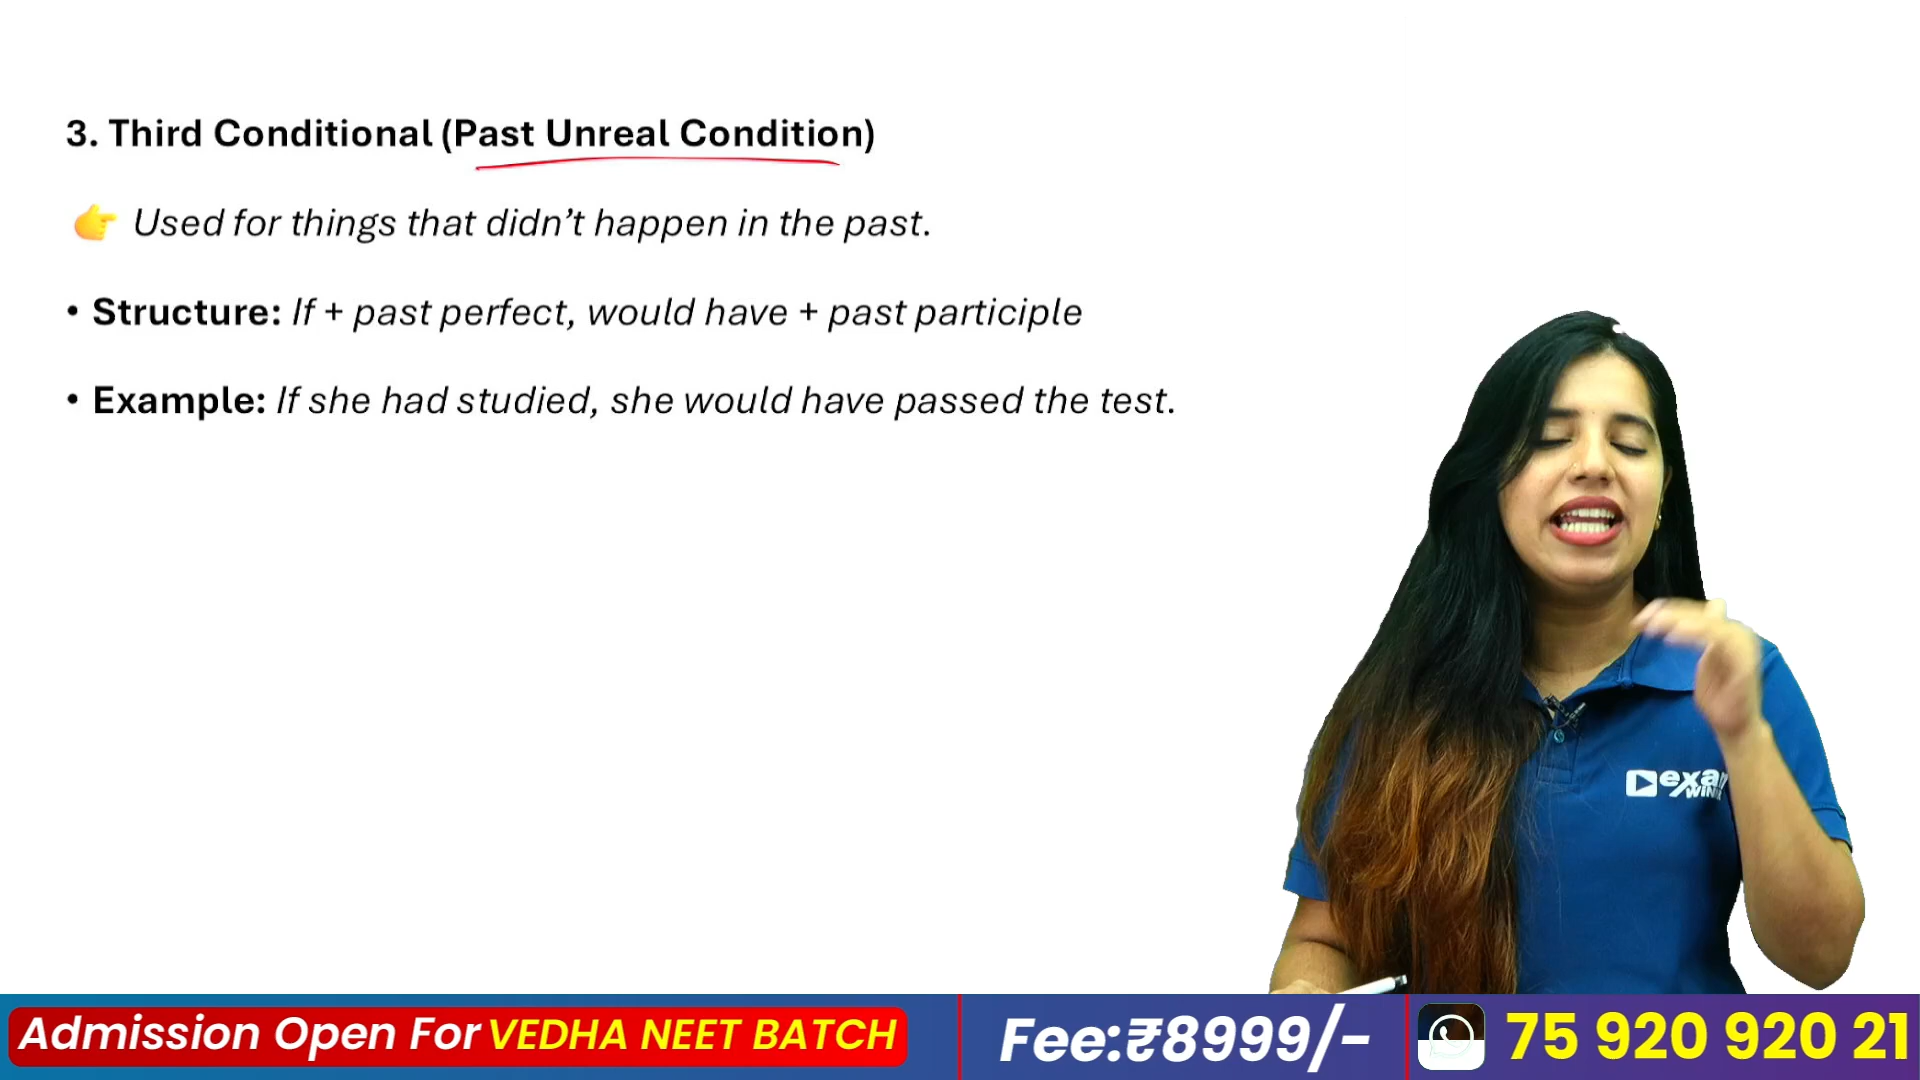 3. Third Conditional (Past Unreal Condition)
👉 Used for things that didn't happen in the past.
• Structure: If + past perfect, would have + past participle
• Example: If she had studied, she would have passed the test.
exam
WIN
Admission Open For VEDHA NEET BATCH
Fee:₹8999/-
75 920 920 21